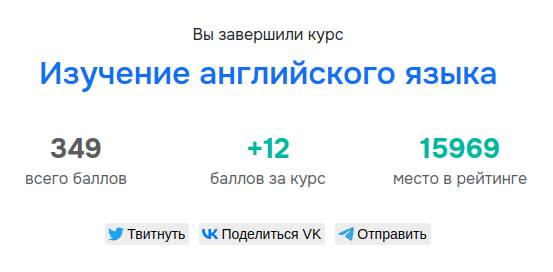 Вы завершили курс
Изучение английского языка
349 +12 15969
всего баллов баллов за курс место в рейтинге
Твитнуть Поделиться VK Отправить